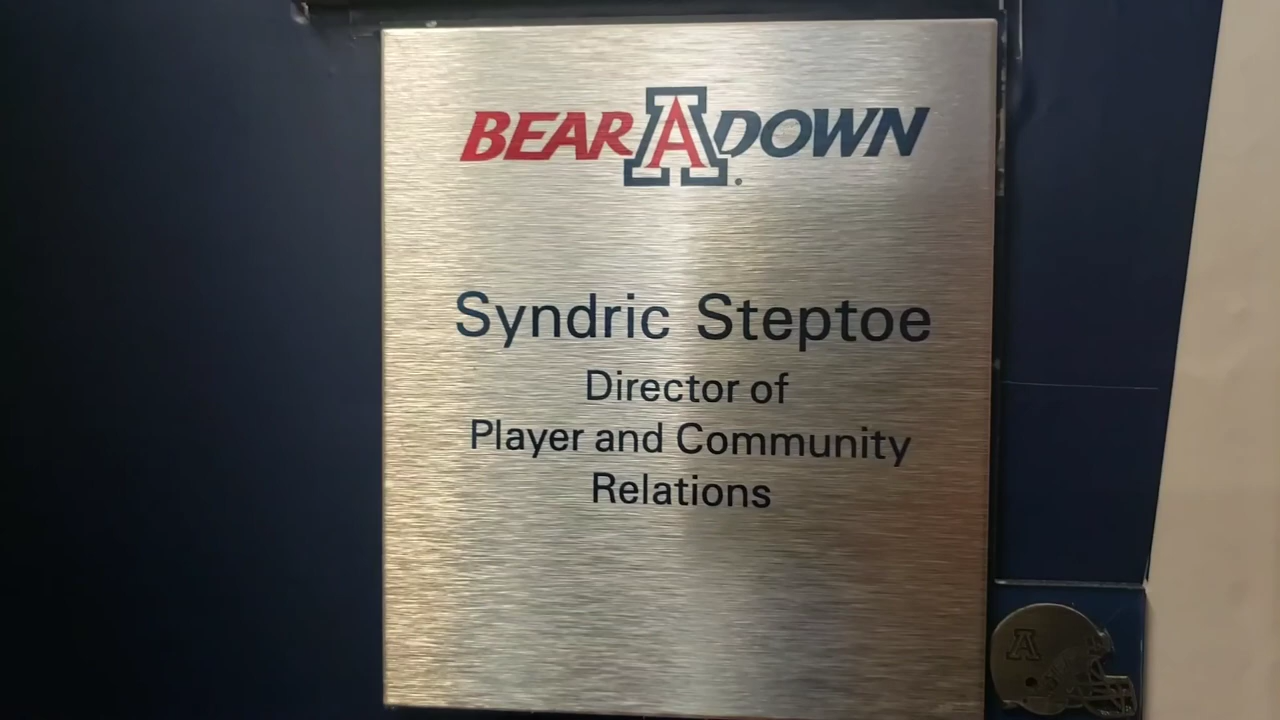 BEAR A DOWN
Syndric Steptoe
Director of
Player and Community
Relations
A